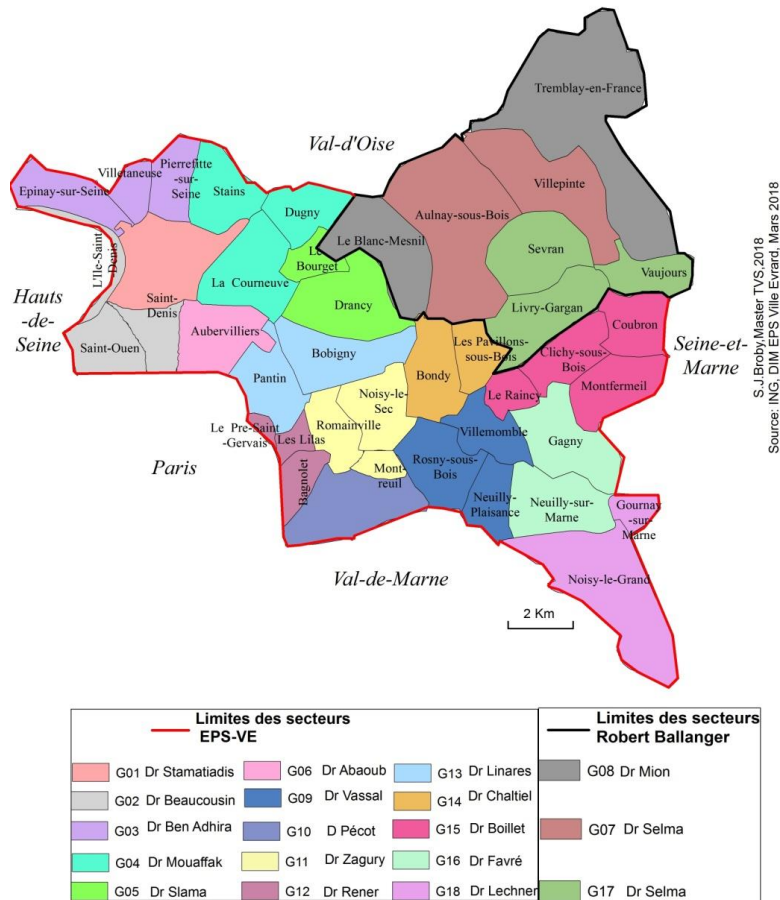 Tremblay-en-France
Val-d'Oise
Villetaneuse
Pierrefitte
-sur-
Seine
Epinay-sur-Seine
Stains
Villepinte
Dugny
Aulnay-sous-Bois
Le Blanc-Mesnil
L'Ile-Saint-
Denis
Le
Bourget
Sevran
Vaujours
La Courneuve
Hauts
-de-
Seine
Saint-
Denis
Drancy
Livry-Gargan
Coubron
Aubervilliers
Saint-Ouen
Bobigny
Les Pavillons-
sous-Bois
Clichy-sous-
Bois
Seine-et-
Marne
Pantin
Bondy
Montfermeil
Noisy-le-
Sec
Le Raincy
Le Pre-Saint-
-Gervais
Les Lilas
Romainville
Villemomble
Paris
Gagny
Bagnolet
Mont-
reuil
Rosny-sous-
Bois
Neuilly-
Plaisance
Neuilly-sur-
Marne
Gournay
-sur-
Marne
Val-de-Marne
Noisy-le-Grand
2 Km
S.J.Broby,Master TVS,2018
Source: ING, DIM EPS Ville Evrard, Mars 2018
Limites des secteurs
EPS-VE
G01 Dr Stamatiadis
G02 Dr Beaucousin
G03 Dr Ben Adhira
G04 Dr Mouaffak
G05 Dr Slama
G06 Dr Abaoub
G09 Dr Vassal
G10 D Pécot
G11 Dr Zagury
G12 Dr Rener
G13 Dr Linares
G14 Dr Chaltiel
G15 Dr Boillet
G16 Dr Favré
G18 Dr Lechner
Limites des secteurs
Robert Ballanger
G08 Dr Mion
G07 Dr Selma
G17 Dr Selma